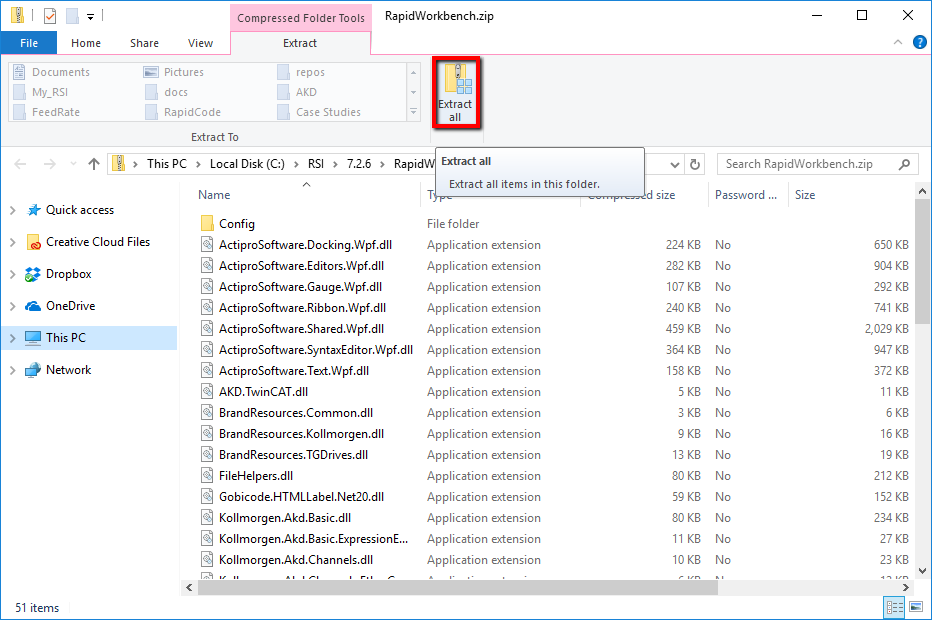 Compressed Folder Tools
RapidWorkbench.zip
File
Home
Share
View
Extract
Documents
Pictures
repos
My_RSI
docs
AKD
FeedRate
RapidCode
Case Studies
Extract To
Extract
all
This PC > Local Disk (C:) > RSI > 7.2.6 > RapidW
Search RapidWorkbench.zip
Extract all
Extract all items in this folder.
Name
Compressed size
Password ...
Size
Quick access
Creative Cloud Files
Dropbox
OneDrive
This PC
Network
Config File folder
ActiproSoftware.Docking.Wpf.dll Application extension 224 KB No 650 KB
ActiproSoftware.Editors.Wpf.dll Application extension 282 KB No 904 KB
ActiproSoftware.Gauge.Wpf.dll Application extension 107 KB No 292 KB
ActiproSoftware.Ribbon.Wpf.dll Application extension 240 KB No 741 KB
ActiproSoftware.Shared.Wpf.dll Application extension 459 KB No 2,029 KB
ActiproSoftware.SyntaxEditor.Wpf.dll Application extension 364 KB No 947 KB
ActiproSoftware.Text.Wpf.dll Application extension 158 KB No 372 KB
AKD.TwinCAT.dll Application extension 5 KB No 11 KB
BrandResources.Common.dll Application extension 3 KB No 6 KB
BrandResources.Kollmorgen.dll Application extension 9 KB No 16 KB
BrandResources.TGDrives.dll Application extension 13 KB No 19 KB
FileHelpers.dll Application extension 80 KB No 212 KB
Gobicode.HTMLLabel.Net20.dll Application extension 59 KB No 152 KB
Kollmorgen.Akd.Basic.dll Application extension 80 KB No 234 KB
Kollmorgen.Akd.Basic.ExpressionE... Application extension 11 KB No 27 KB
Kollmorgen.Akd.Channels.dll Application extension 10 KB No 23 KB
51 items